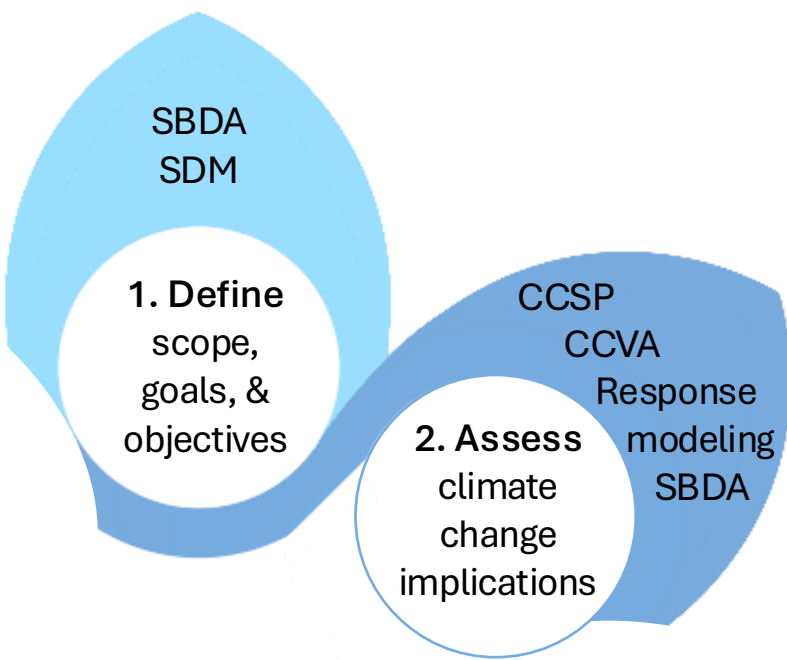 SBDA
SDM
1. Define
scope,
goals, &
objectives
CCSP
CCVA
Response
modeling
SBDA
2. Assess
climate
change
implications